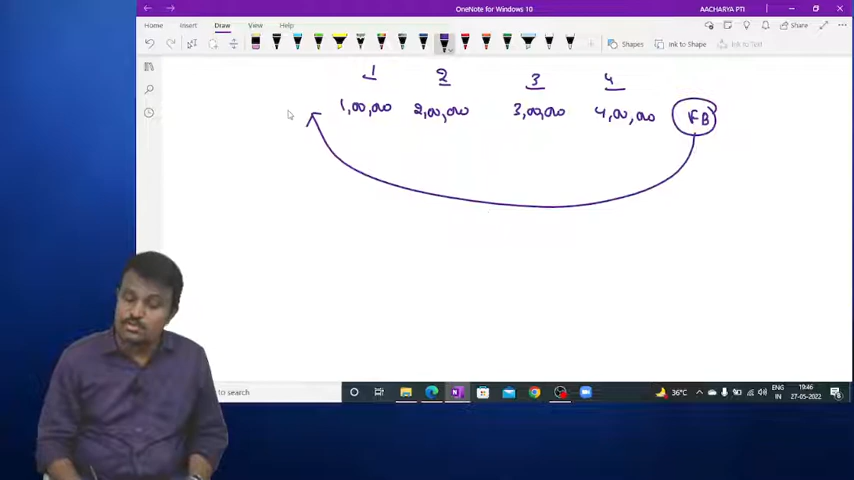 OneNote for Windows 10
AACHARYA PTI
Home Insert Draw View Help
Share
Shapes
Ink to Shape
Ink to Text
1 2 3 4
1,00,000 2,00,000 3,00,000 4,00,000 FB
to search
36°C
ENG
IN
19:46
27-05-2022